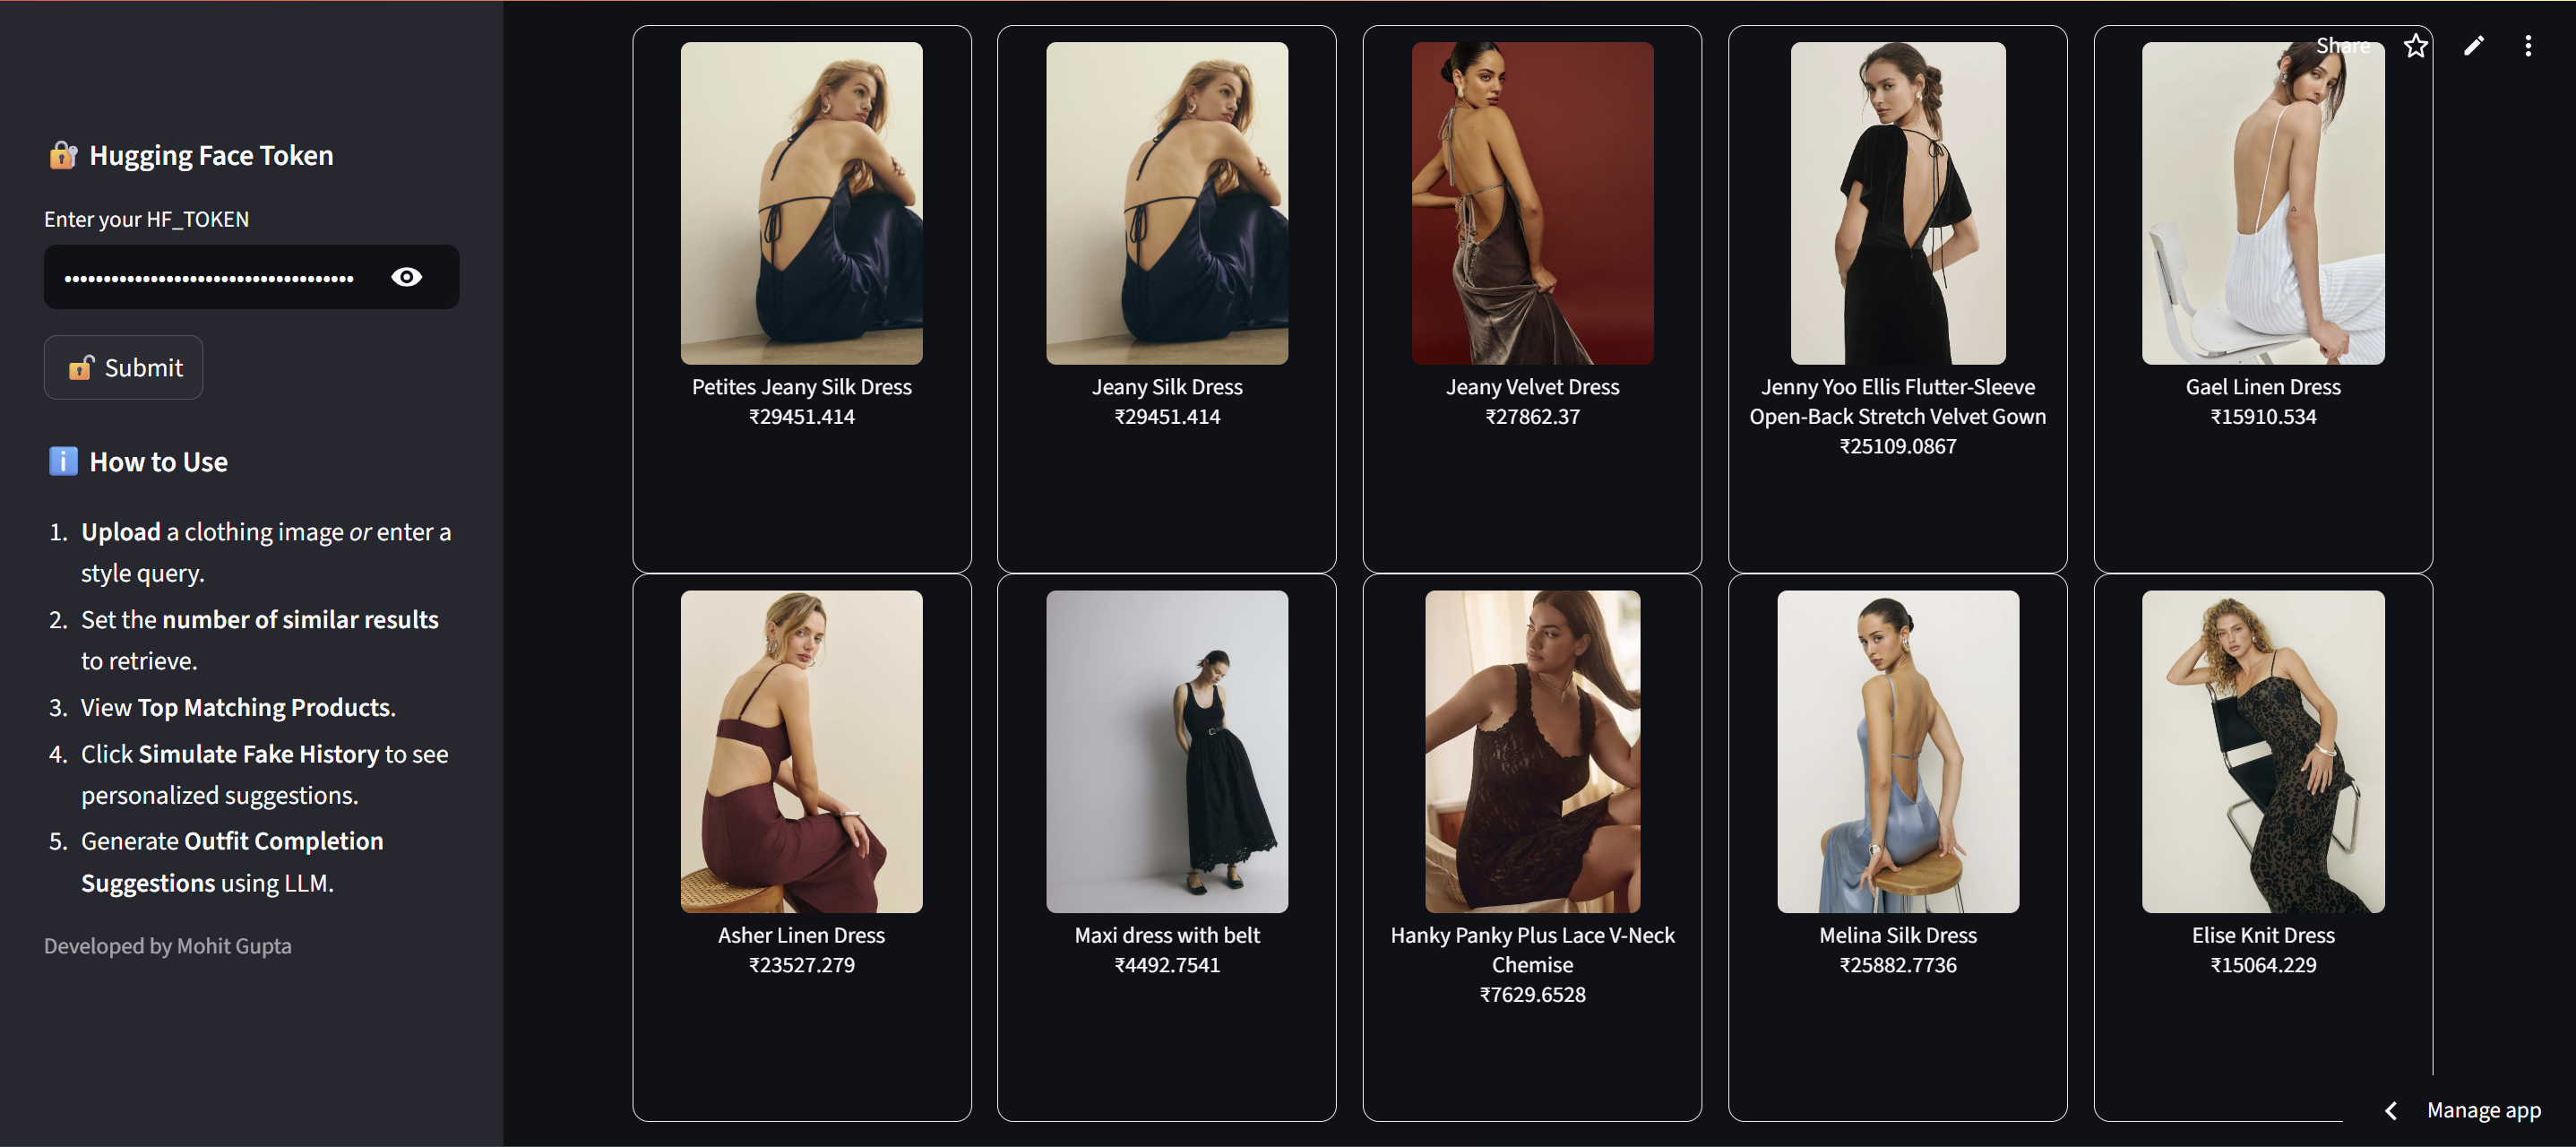 Hugging Face Token
Enter your HF_TOKEN
••••••••••••••••••••••••••••••••••••••
Submit
How to Use
1. Upload a clothing image or enter a
style query.
2. Set the number of similar results
to retrieve.
3. View Top Matching Products.
4. Click Simulate Fake History to see
personalized suggestions.
5. Generate Outfit Completion
Suggestions using LLM.
Developed by Mohit Gupta
Share
Petites Jeany Silk Dress
₹29451.414
Jeany Silk Dress
₹29451.414
Jeany Velvet Dress
₹27862.37
Jenny Yoo Ellis Flutter-Sleeve
Open-Back Stretch Velvet Gown
₹25109.0867
Gael Linen Dress
₹15910.534
Asher Linen Dress
₹23527.279
Maxi dress with belt
₹4492.7541
Hanky Panky Plus Lace V-Neck
Chemise
₹7629.6528
Melina Silk Dress
₹25882.7736
Elise Knit Dress
₹15064.229
Manage app